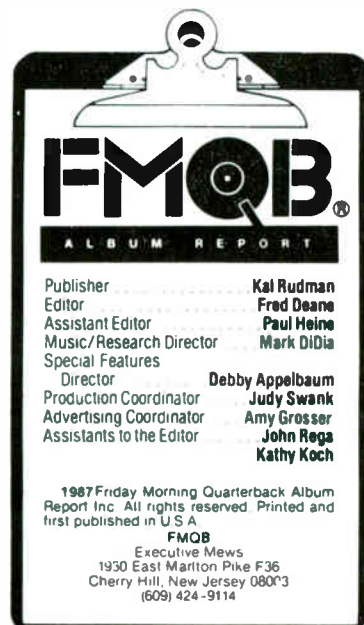 FMQB®
ALBUM REPORT
Publisher Kal Rudman
Editor Fred Deane
Assistant Editor Paul Heine
Music/Research Director Mark DiDia
Special Features
Director Debby Appelbaum
Production Coordinator Judy Swank
Advertising Coordinator Amy Grosser
Assistants to the Editor John Rega
Kathy Koch
1987 Friday Morning Quarterback Album
Report Inc. All rights reserved. Printed and
first published in U S A
FMQB
Executive Mews
1930 East Marlton Pike F36
Cherry Hill, New Jersey 08003
(609) 424-9114